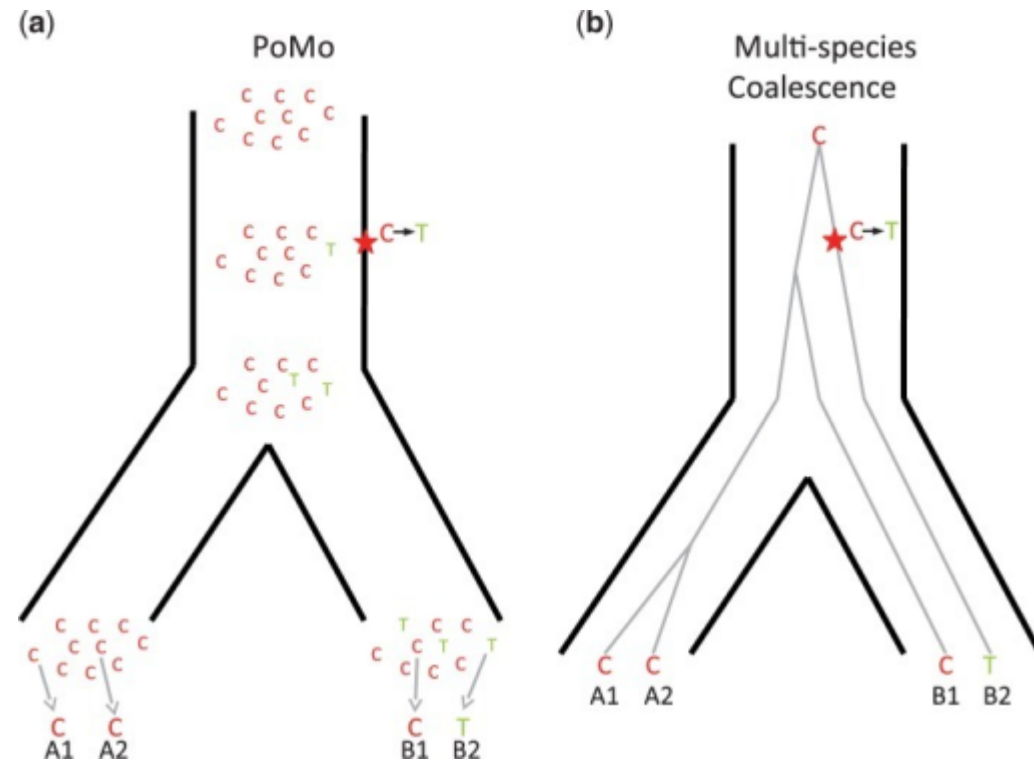 (a)
PoMo
C C C
C C C C
C C C
C C C
C C C T
C C C
C→T
C C C
C C T T
C C C
C C C
C C C C
C C C
T C C
C C T T
C C C
C C C T
A1 A2 B1 B2
(b)
Multi-species
Coalescence
C
C→T
C C C T
A1 A2 B1 B2